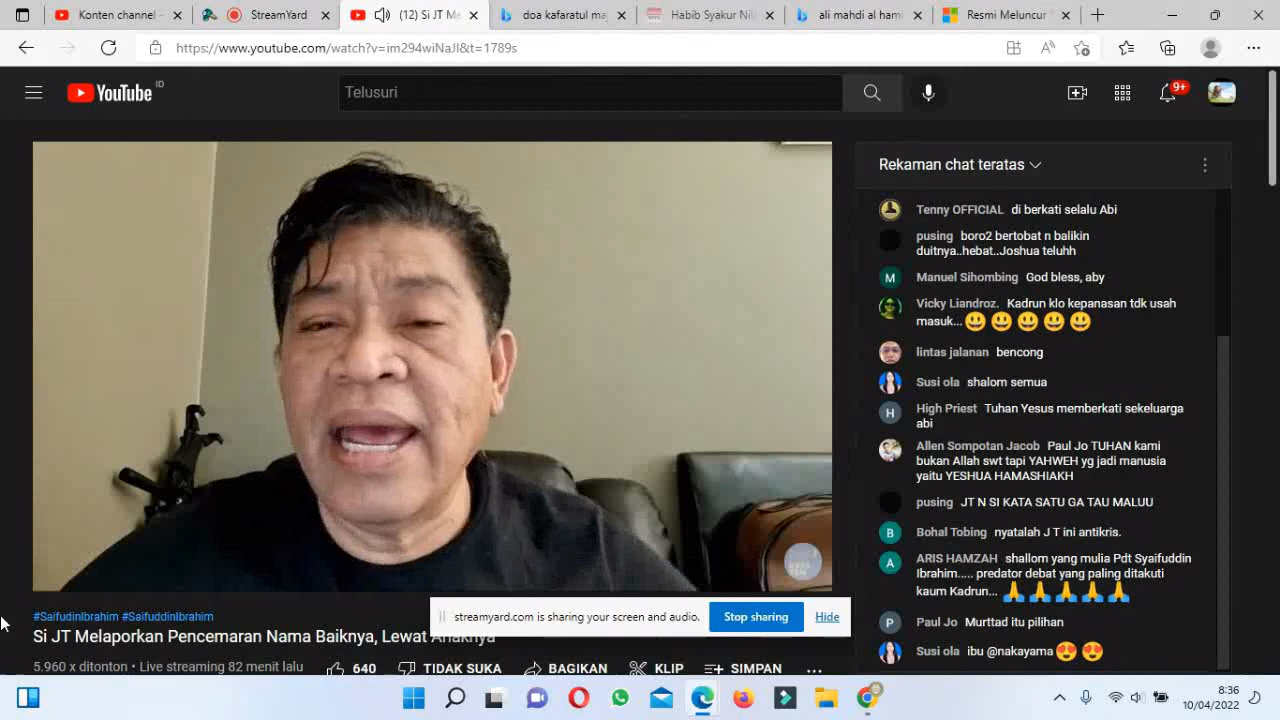 Konten channel -
StreamYard
(12) Si JT Me
doa kafaratul ma
Habib Syakur Nil
ali mahdi al ham
Resmi Meluncur
https://www.youtube.com/watch?v=im294wiNaJI&t=1789s
YouTube ID
Telusuri
9+
Rekaman chat teratas
Tenny OFFICIAL di berkati selalu Abi
pusing boro2 bertobat n balikin
duitnya..hebat..Joshua teluhh
M Manuel Sihombing God bless, aby
Vicky Liandroz. Kadrun klo kepanasan tdk usah
masuk...
lintas jalanan bencong
Susi ola shalom semua
H High Priest Tuhan Yesus memberkati sekeluarga
abi
Allen Sompotan Jacob Paul Jo TUHAN kami
bukan Allah swt tapi YAHWEH yg jadi manusia
yaitu YESHUA HAMASHIAKH
pusing JT N SI KATA SATU GA TAU MALUU
B Bohal Tobing nyatalah J T ini antikris.
A ARIS HAMZAH shallom yang mulia Pdt Syaifuddin
Ibrahim..... predator debat yang paling ditakuti
kaum Kadrun...
P Paul Jo Murttad itu pilihan
Susi ola ibu @nakayama
#SaifudinIbrahim #SaifuddinIbrahim
streamyard.com is sharing your screen and audio.
Stop sharing
Hide
Si JT Melaporkan Pencemaran Nama Baiknya, Lewat Anaknya
5.960 x ditonton • Live streaming 82 menit lalu
640
TIDAK SUKA
BAGIKAN
KLIP
SIMPAN
8:36
10/04/2022